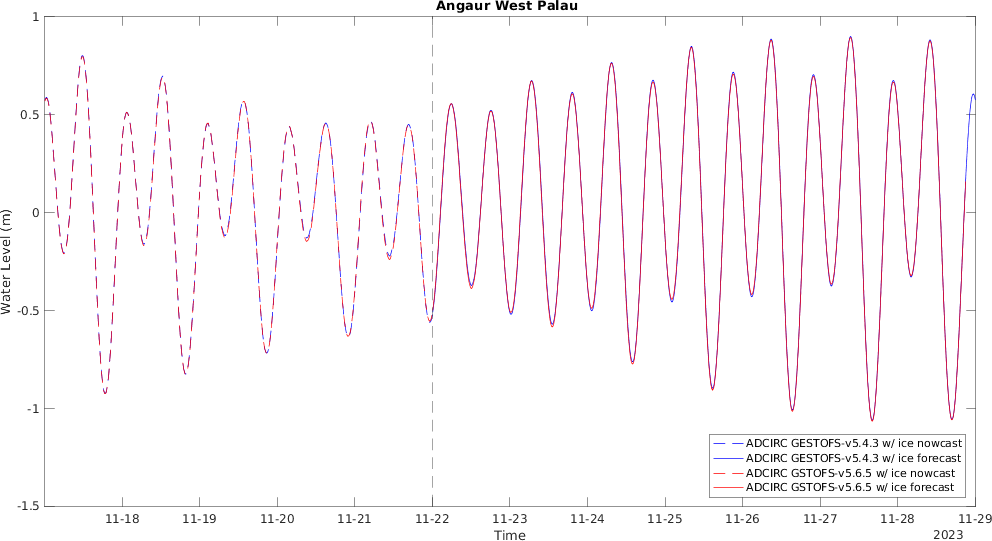 Angaur West Palau
1
0.5
0
-0.5
-1
-1.5
Water Level (m)
ADCIRC GESTOFS-v5.4.3 w/ ice nowcast
ADCIRC GESTOFS-v5.4.3 w/ ice forecast
ADCIRC GSTOFS-v5.6.5 w/ ice nowcast
ADCIRC GSTOFS-v5.6.5 w/ ice forecast
11-18 11-19 11-20 11-21 11-22 11-23 11-24 11-25 11-26 11-27 11-28 11-29
Time
2023